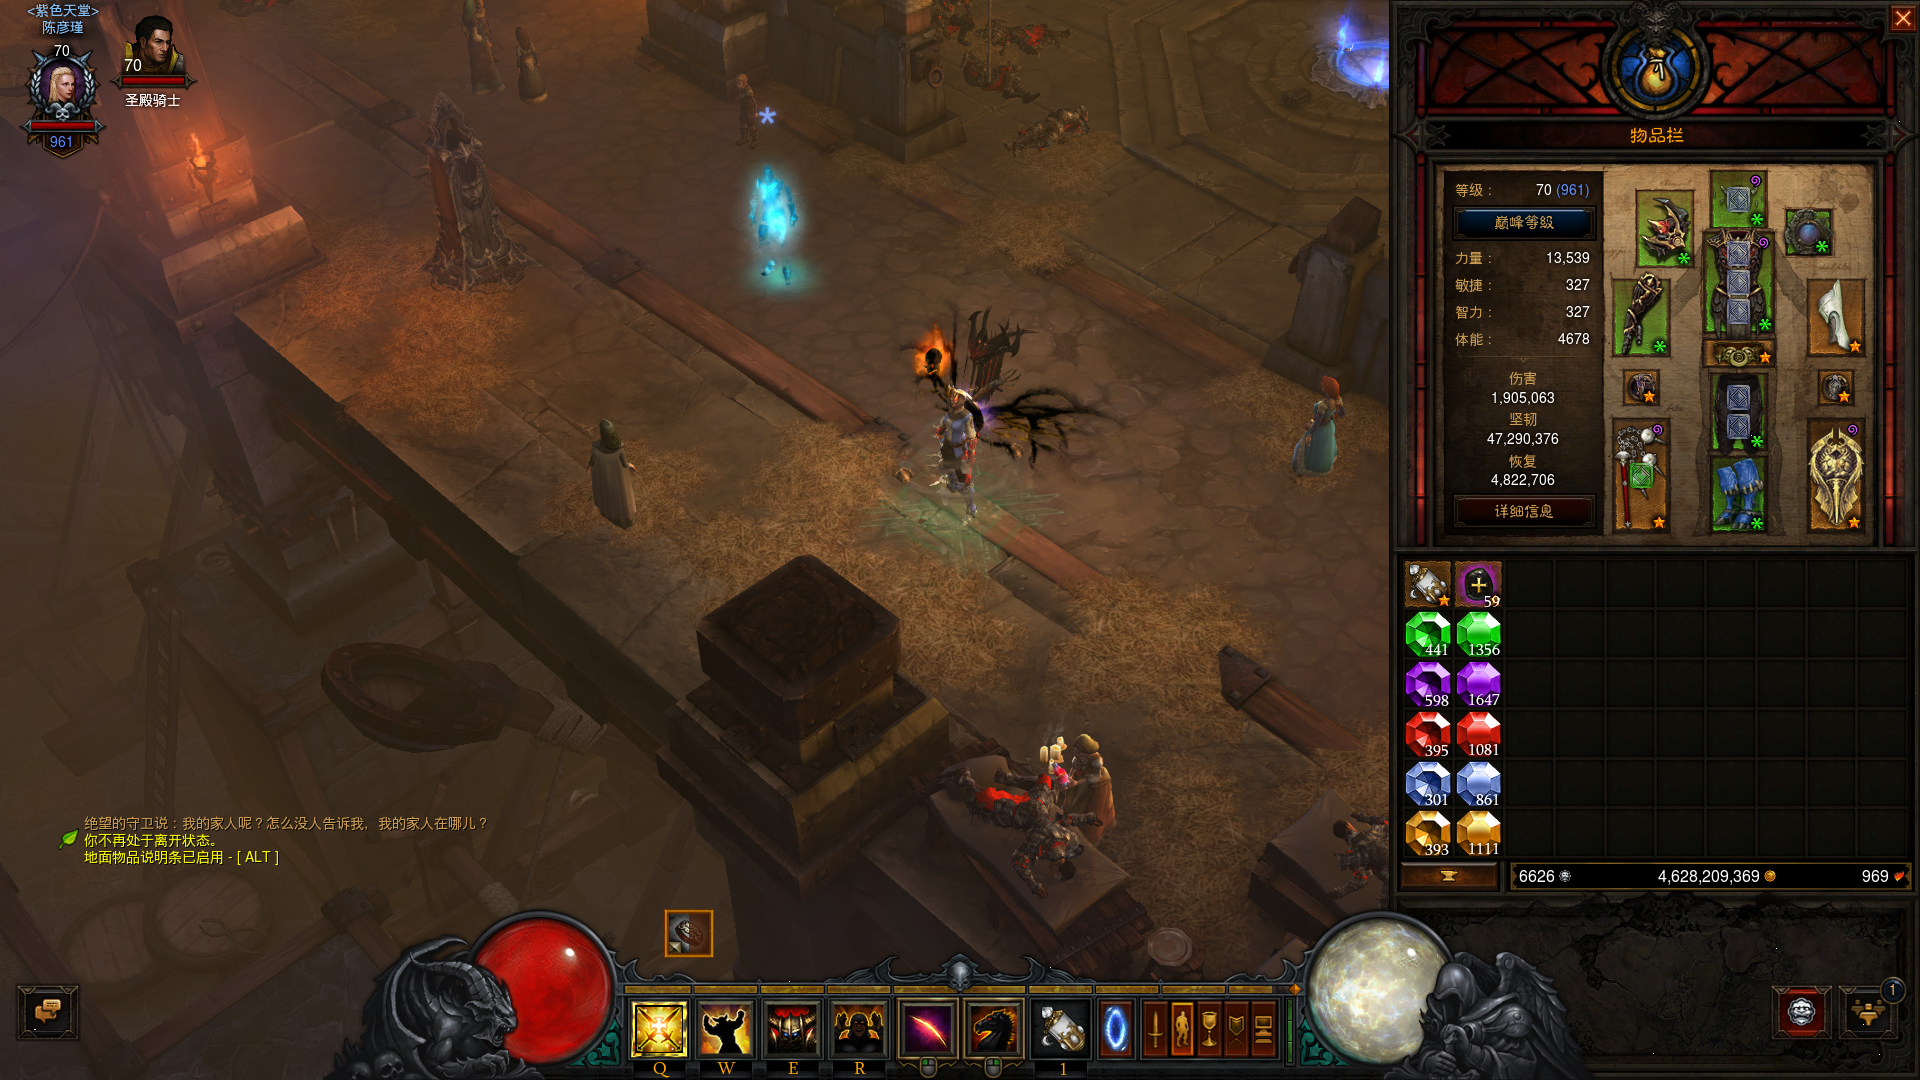 <紫色天堂>
陈彦瑾
70
961
70
圣殿骑士
物品栏
等级： 70 (961)
巅峰等级
力量： 13,539
敏捷： 327
智力： 327
体能： 4678
伤害
1,905,063
坚韧
47,290,376
恢复
4,822,706
详细信息
59
441 1356
598 1647
395 1081
301 861
393 1111
6626 4,628,209,369 969
绝望的守卫说：我的家人呢？怎么没人告诉我，我的家人在哪儿？
你不再处于离开状态。
地面物品说明条已启用 - [ ALT ]
Q W E R 1
1